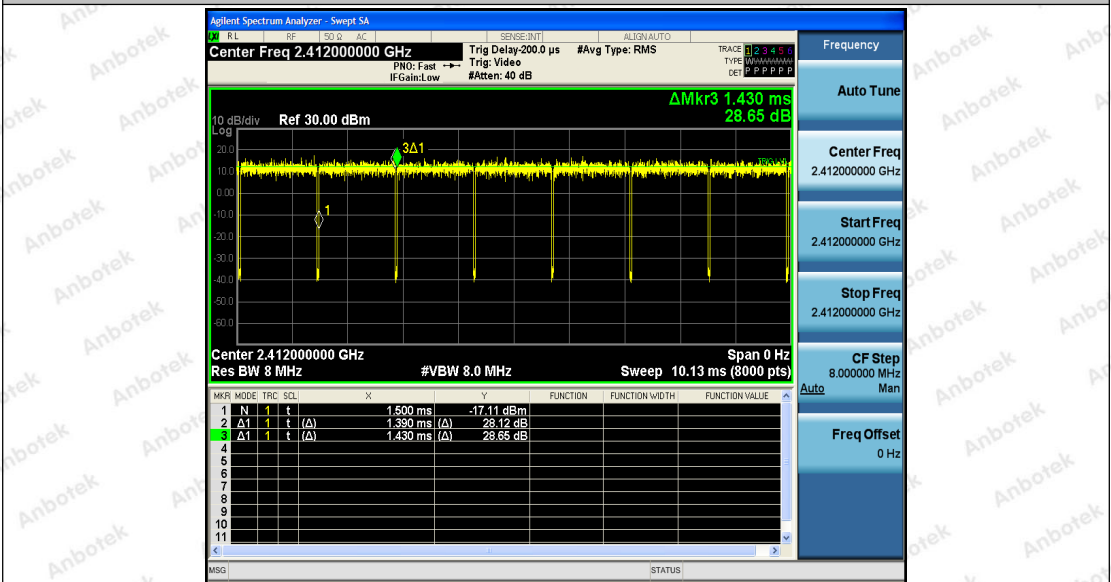 Agilent Spectrum Analyzer - Swept SA
RL RF 50 Ω AC SENSE:INT ALIGNAUTO
Center Freq 2.412000000 GHz
PNO: Fast
IFGain:Low
Trig Delay-200.0 µs
Trig: Video
#Atten: 40 dB
#Avg Type: RMS
TRACE 1 2 3 4 5 6
TYPE
DET P P P P P P
ΔMkr3 1.430 ms
28.65 dB
10 dB/div Ref 30.00 dBm
Log
20.0
10.0
0.00
-10.0
-20.0
-30.0
-40.0
-50.0
-60.0
3Δ1
1
Center 2.412000000 GHz Span 0 Hz
Res BW 8 MHz #VBW 8.0 MHz Sweep 10.13 ms (8000 pts)
MKR MODE TRC SCL X Y FUNCTION FUNCTION WIDTH FUNCTION VALUE
1 N 1 t 1.500 ms -17.11 dBm
2 Δ1 1 t (Δ) 1.390 ms (Δ) 28.12 dB
3 Δ1 1 t (Δ) 1.430 ms (Δ) 28.65 dB
4
5
6
7
8
9
10
11
MSG STATUS
Frequency
Auto Tune
Center Freq
2.412000000 GHz
Start Freq
2.412000000 GHz
Stop Freq
2.412000000 GHz
CF Step
8.000000 MHz
Auto Man
Freq Offset
0 Hz
Anbotek